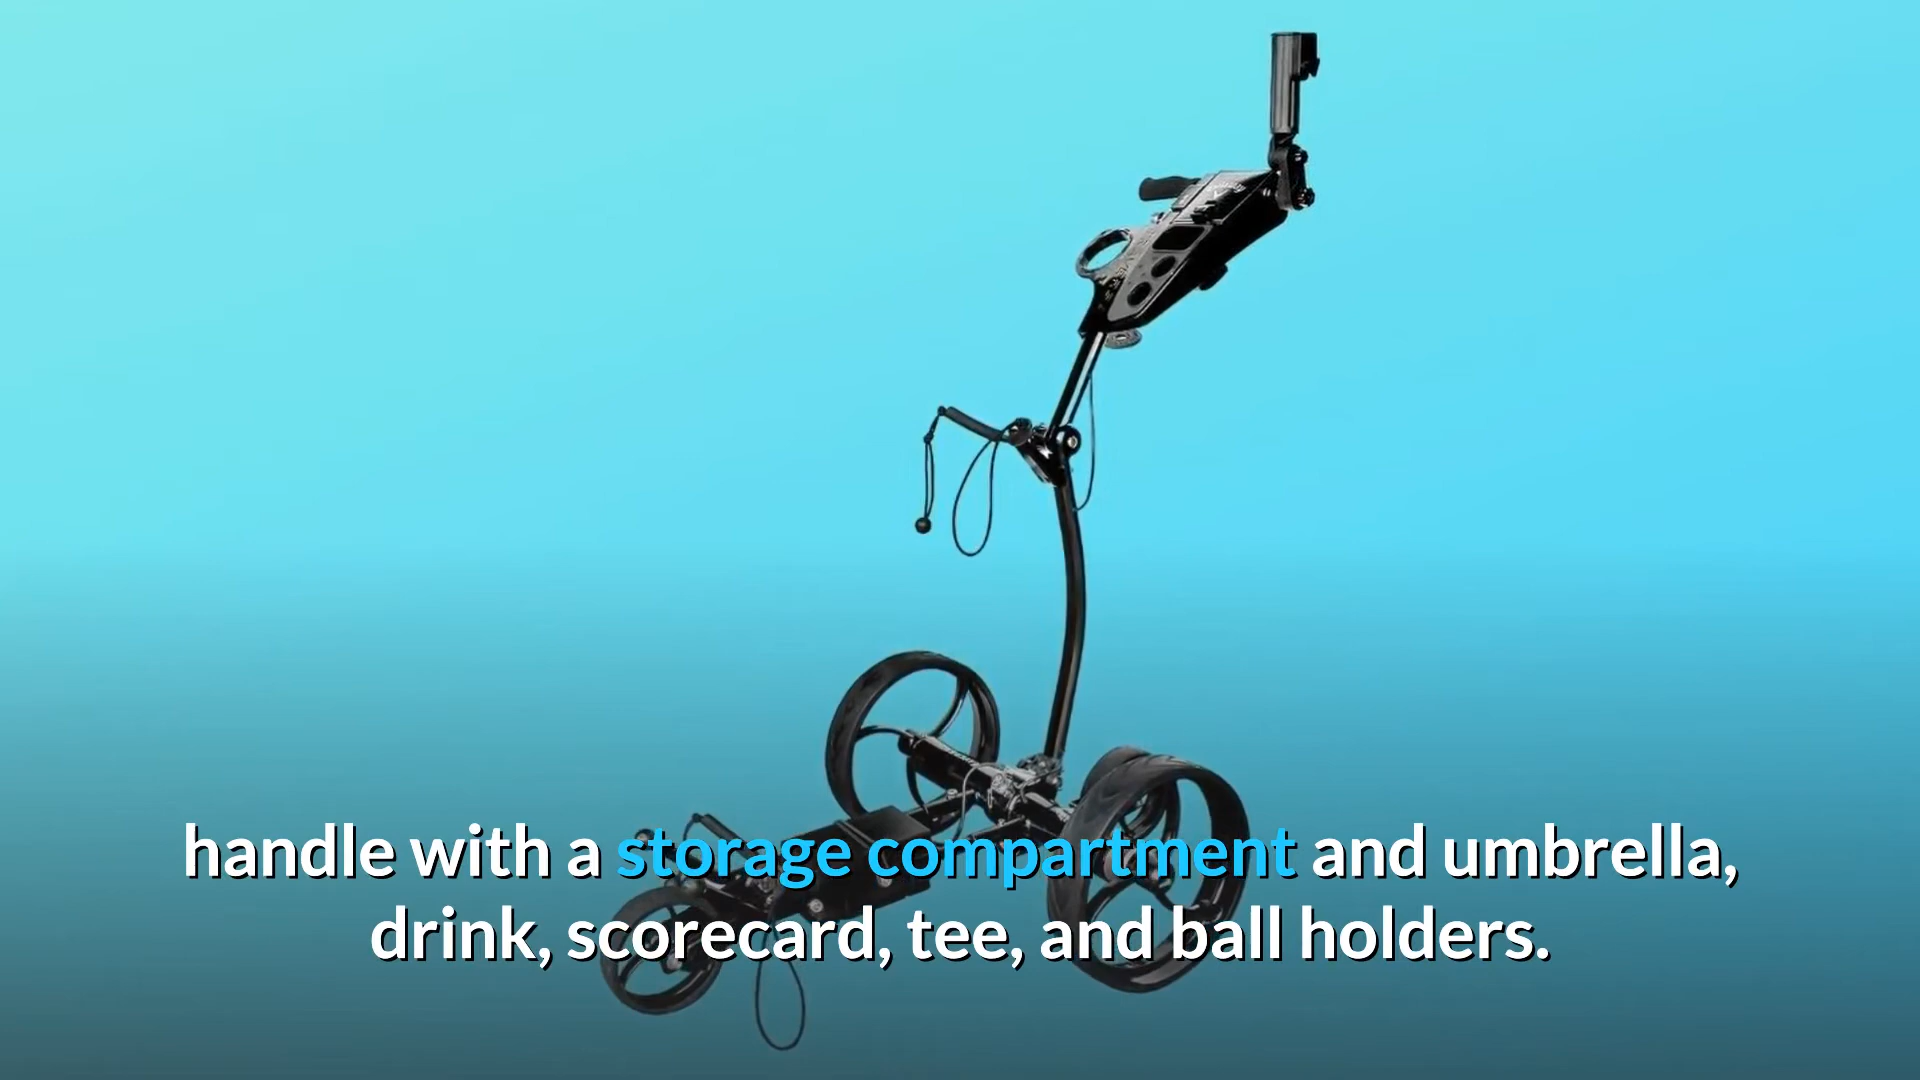 handle with a storage compartment and umbrella,
drink, scorecard, tee, and ball holders.